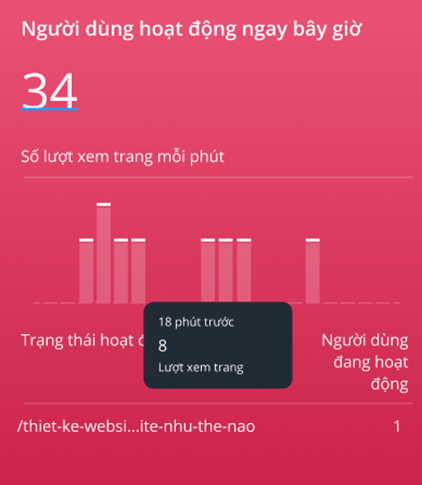 Người dùng hoạt động ngay bây giờ
34
Số lượt xem trang mỗi phút
18 phút trước
8
Lượt xem trang
Trạng thái hoạt
Người dùng
đang hoạt
động
/thiet-ke-websi...ite-nhu-the-nao
1